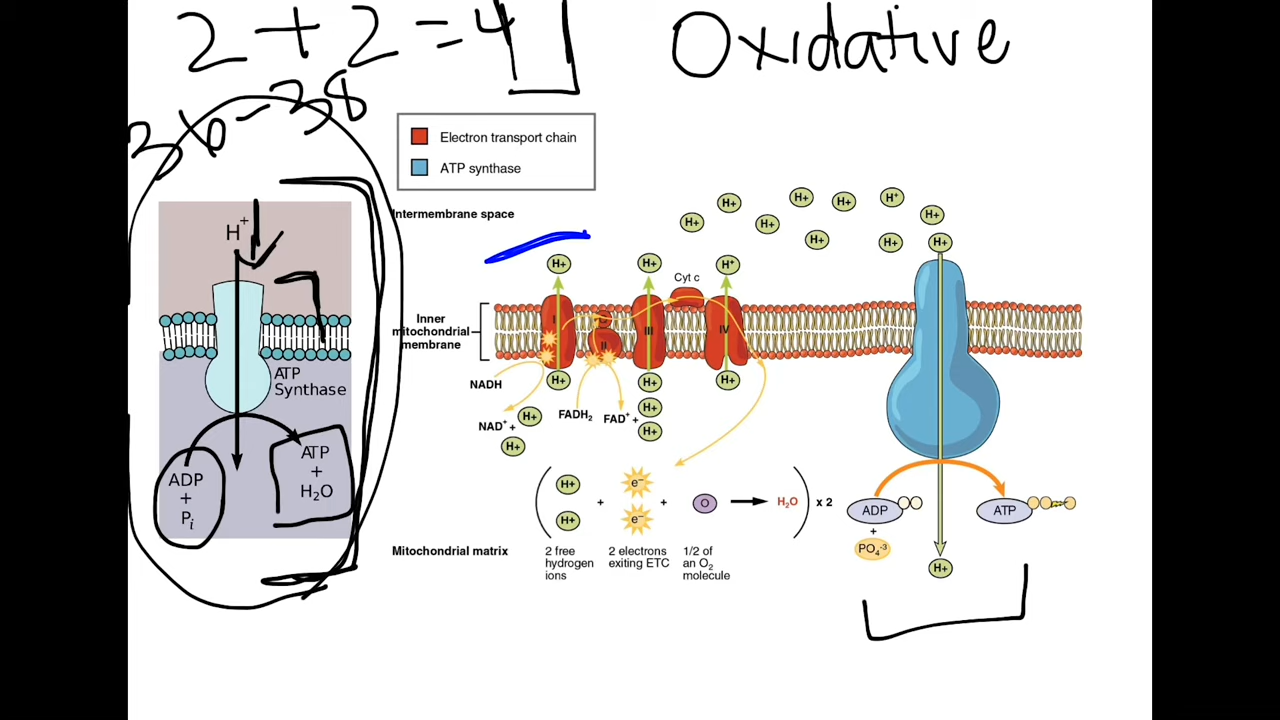 2 + 2 = 4
Oxidative
36-38
Electron transport chain
ATP synthase
Intermembrane space
H+
ATP
Synthase
ADP
+
Pi
ATP
+
H2O
Inner
mitochondrial
membrane
H+ H+ H+ H+ H+ H+ H+ H+ H+ H+
H+ H+ H+
Cyt c
I II III IV
H+ H+ H+
NADH
NAD+ + H+
H+
FADH2
FAD+ +
H+
H+
( H+ + e- + O → H2O ) x 2
H+ e-
2 free
hydrogen
ions
2 electrons
exiting ETC
1/2 of
an O2
molecule
Mitochondrial matrix
ADP
+
PO4-3
ATP
H+